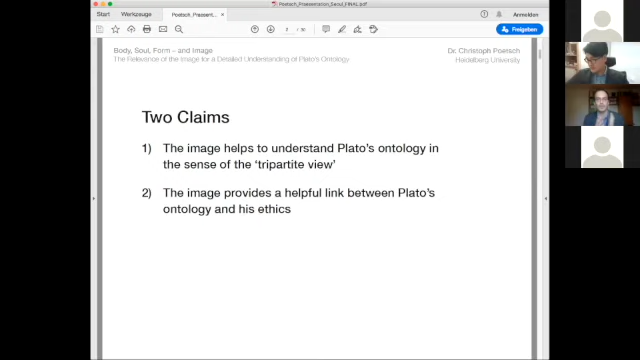 Poetsch_Praesentation_Seoul_FINAL.pdf
Start
Werkzeuge
Poetsch_Praesentat...
×
Anmelden
Freigeben
Body, Soul, Form – and Image
The Relevance of the Image for a Detailed Understanding of Plato's Ontology
Dr. Christoph Poetsch
Heidelberg University
Two Claims
1) The image helps to understand Plato's ontology in
the sense of the 'tripartite view'
2) The image provides a helpful link between Plato's
ontology and his ethics